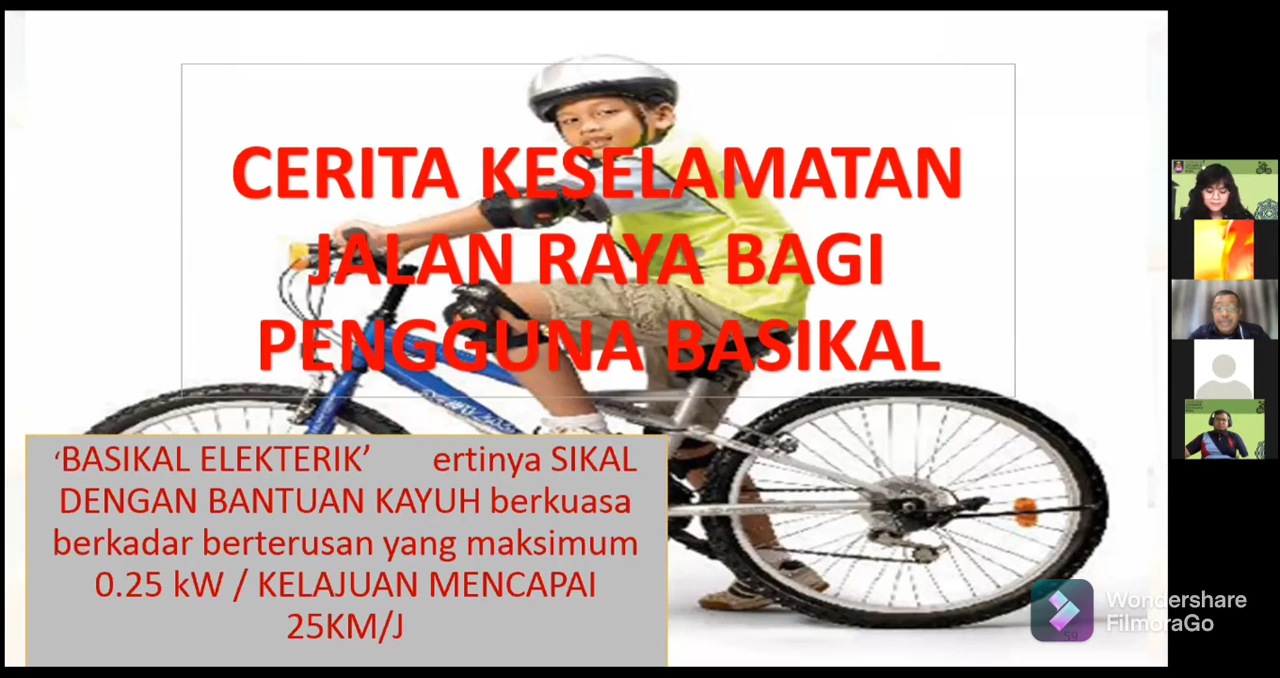 CERITA KESELAMATAN
JALAN RAYA BAGI
PENGGUNA BASIKAL
‘BASIKAL ELEKTERIK’ ertinya SIKAL
DENGAN BANTUAN KAYUH berkuasa
berkadar berterusan yang maksimum
0.25 kW / KELAJUAN MENCAPAI
25KM/J
Wondershare
FilmoraGo
59